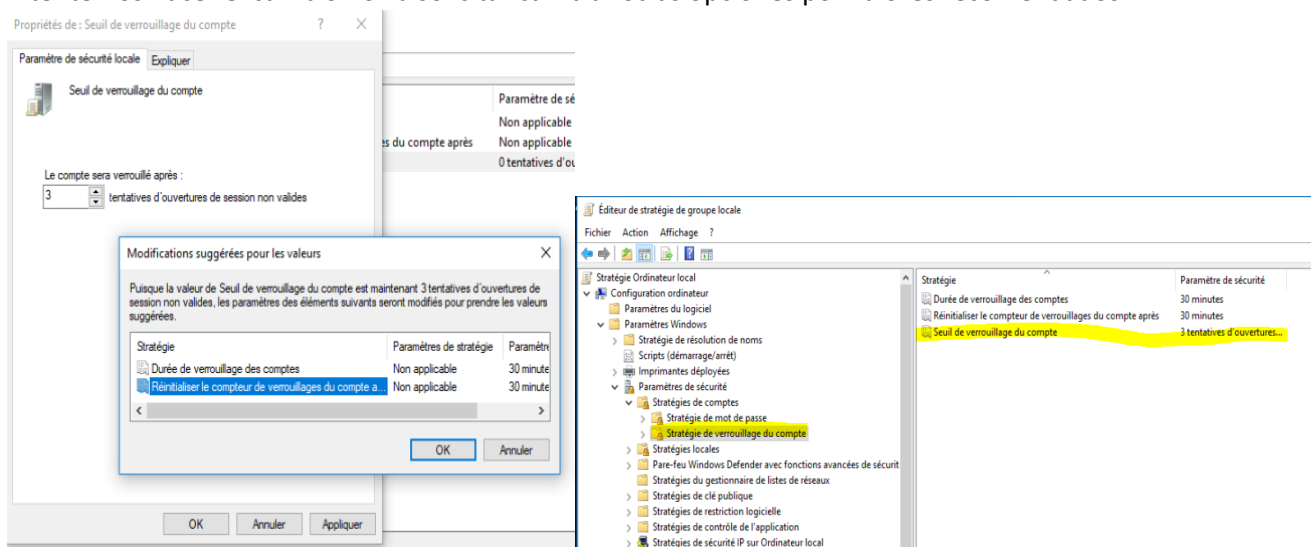 Propriétés de : Seuil de verrouillage du compte ? X
Paramètre de sécurité locale Expliquer
Seuil de verrouillage du compte
Le compte sera verrouillé après :
3 tentatives d'ouvertures de session non valides
Paramètre de sé
Non applicable
es du compte après Non applicable
0 tentatives d'ou
Modifications suggérées pour les valeurs X
Puisque la valeur de Seuil de verrouillage du compte est maintenant 3 tentatives d'ouvertures de
session non valides, les paramètres des éléments suivants seront modifiés pour prendre les valeurs
suggérées.
Stratégie Paramètres de stratégie Paramètre
Durée de verrouillage des comptes Non applicable 30 minute
Réinitialiser le compteur de verrouillages du compte a... Non applicable 30 minute
OK Annuler
OK Annuler Appliquer
Éditeur de stratégie de groupe locale
Fichier Action Affichage ?
Stratégie Ordinateur local
Configuration ordinateur
Paramètres du logiciel
Paramètres Windows
Stratégie de résolution de noms
Scripts (démarrage/arrêt)
Imprimantes déployées
Paramètres de sécurité
Stratégies de comptes
Stratégie de mot de passe
Stratégie de verrouillage du compte
Stratégies locales
Pare-feu Windows Defender avec fonctions avancées de sécurit
Stratégies du gestionnaire de listes de réseaux
Stratégies de clé publique
Stratégies de restriction logicielle
Stratégies de contrôle de l'application
Stratégies de sécurité IP sur Ordinateur local
Stratégie Paramètre de sécurité
Durée de verrouillage des comptes 30 minutes
Réinitialiser le compteur de verrouillages du compte après 30 minutes
Seuil de verrouillage du compte 3 tentatives d'ouvertures...